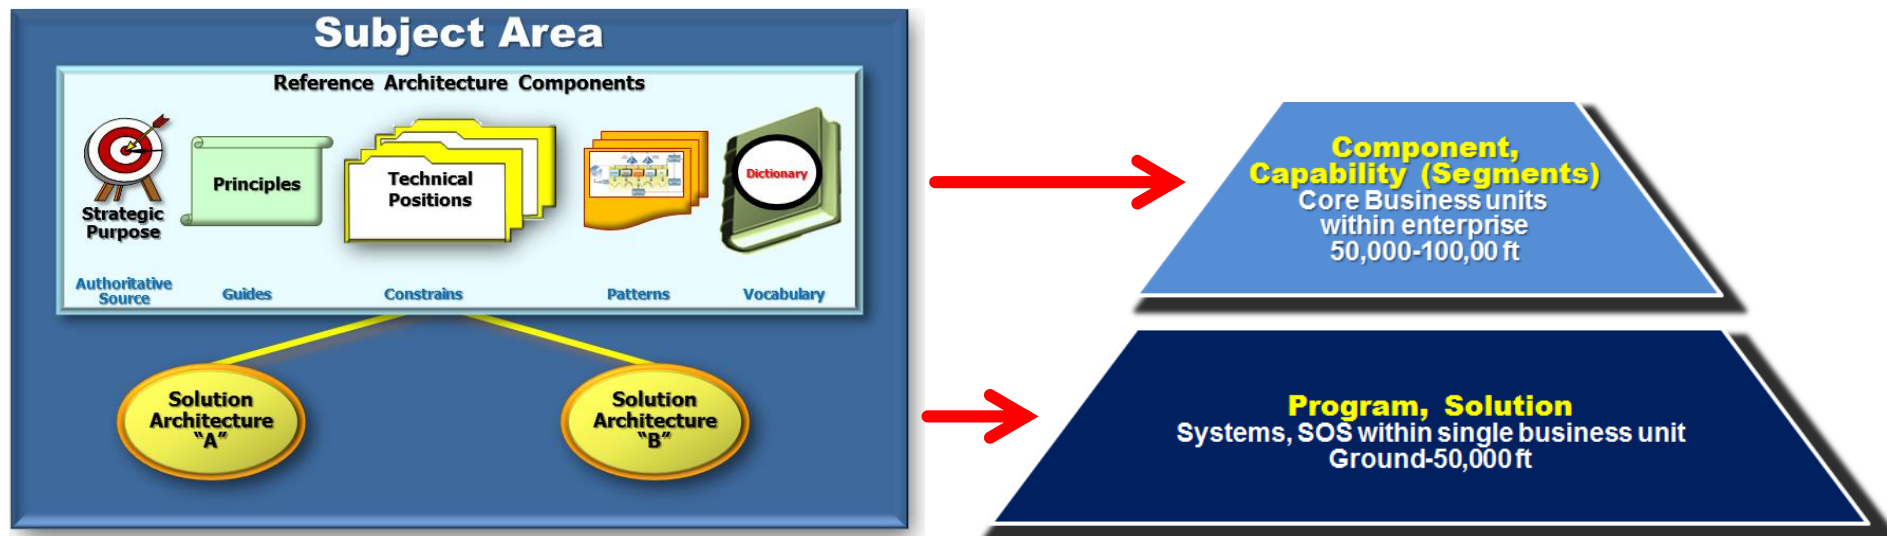 Subject Area
Reference Architecture Components
Strategic
Purpose
Principles
Technical
Positions
Dictionary
Authoritative
Source
Guides
Constrains
Patterns
Vocabulary
Solution
Architecture
“A”
Solution
Architecture
“B”
Component,
Capability (Segments)
Core Business units
within enterprise
50,000-100,00 ft
Program, Solution
Systems, SOS within single business unit
Ground-50,000 ft